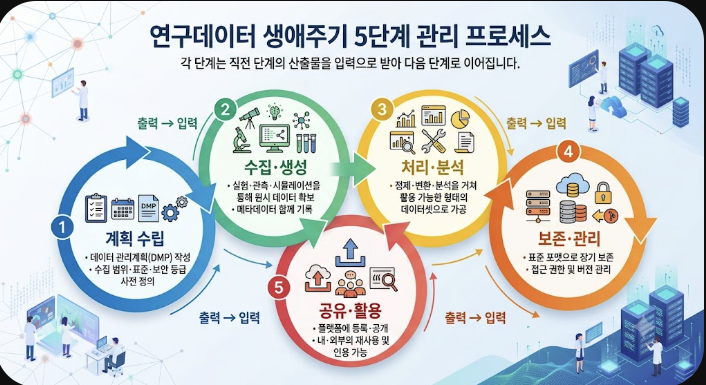 연구데이터 생애주기 5단계 관리 프로세스
각 단계는 직전 단계의 산출물을 입력으로 받아 다음 단계로 이어집니다.
출력 → 입력
1
DMP
계획 수립
• 데이터 관리계획(DMP) 작성
• 수집 범위·표준·보안 등급
사전 정의
2
수집·생성
• 실험·관측·시뮬레이션을
통해 원시 데이터 확보
• 메타데이터 함께 기록
3
처리·분석
• 정제·변환·분석을 거쳐
활용 가능한 형태의
데이터셋으로 가공
출력 → 입력
4
보존·관리
• 표준 포맷으로 장기 보존
• 접근 권한 및 버전 관리
5
공유·활용
• 플랫폼에 등록·공개
• 내·외부의 재사용 및
인용 가능
출력 → 입력
출력 → 입력